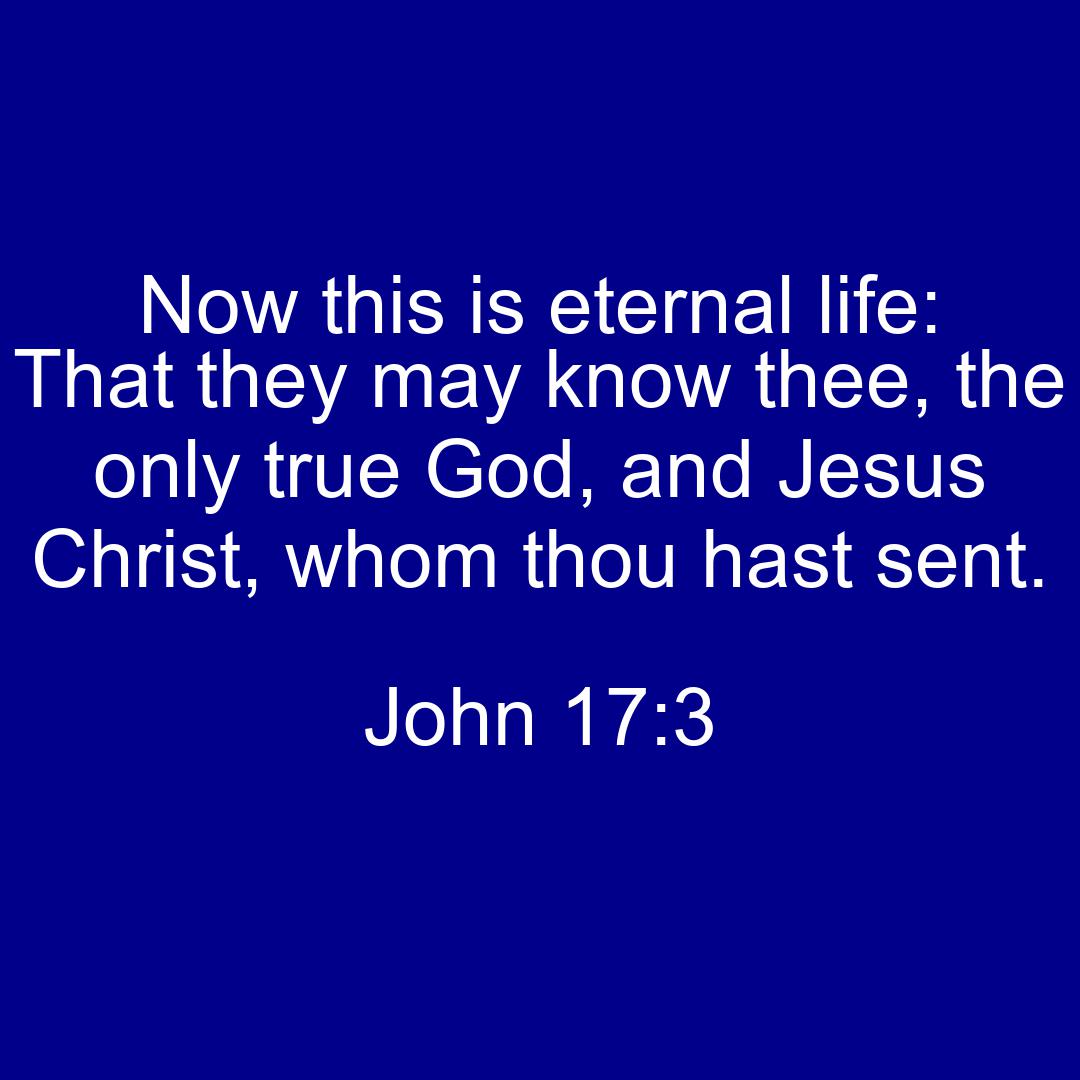 Now this is eternal life:
That they may know thee, the
only true God, and Jesus
Christ, whom thou hast sent.
John 17:3